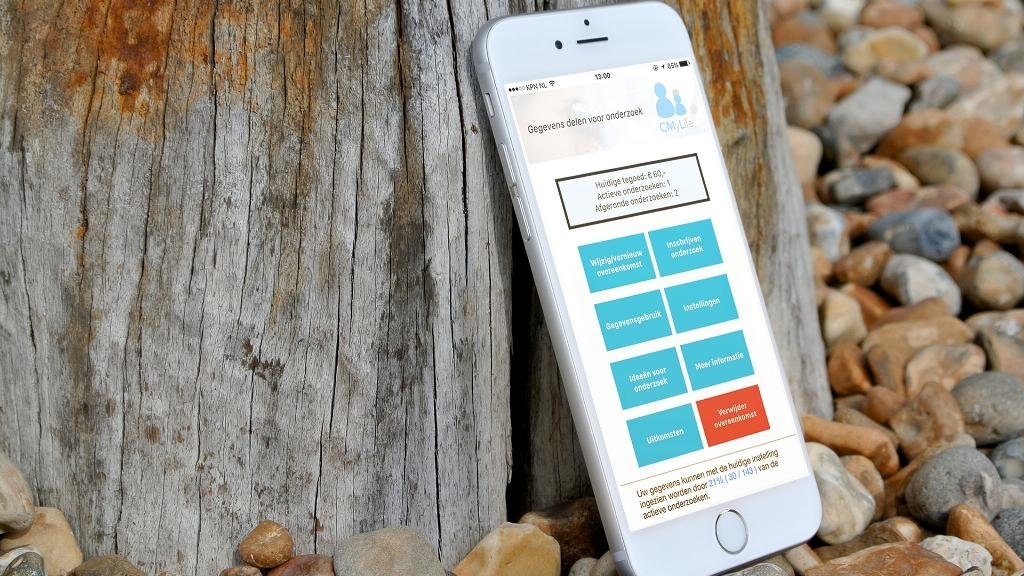 KPN NL
13:00
85%
Gegevens delen voor onderzoek
CMyLife
Huidige tegoed: € 60,-
Actieve onderzoeken: 1
Afgeronde onderzoeken: 2
Wijzig/vernieuw
overeenkomst
Inschrijven
onderzoek
Gegevensgebruik
Instellingen
Ideeën voor
onderzoek
Meer informatie
Uitkomsten
Verwijder
overeenkomst
Uw gegevens kunnen met de huidige insteling
ingezien worden door 21% ( 30 / 143 ) van de
actieve onderzoeken.